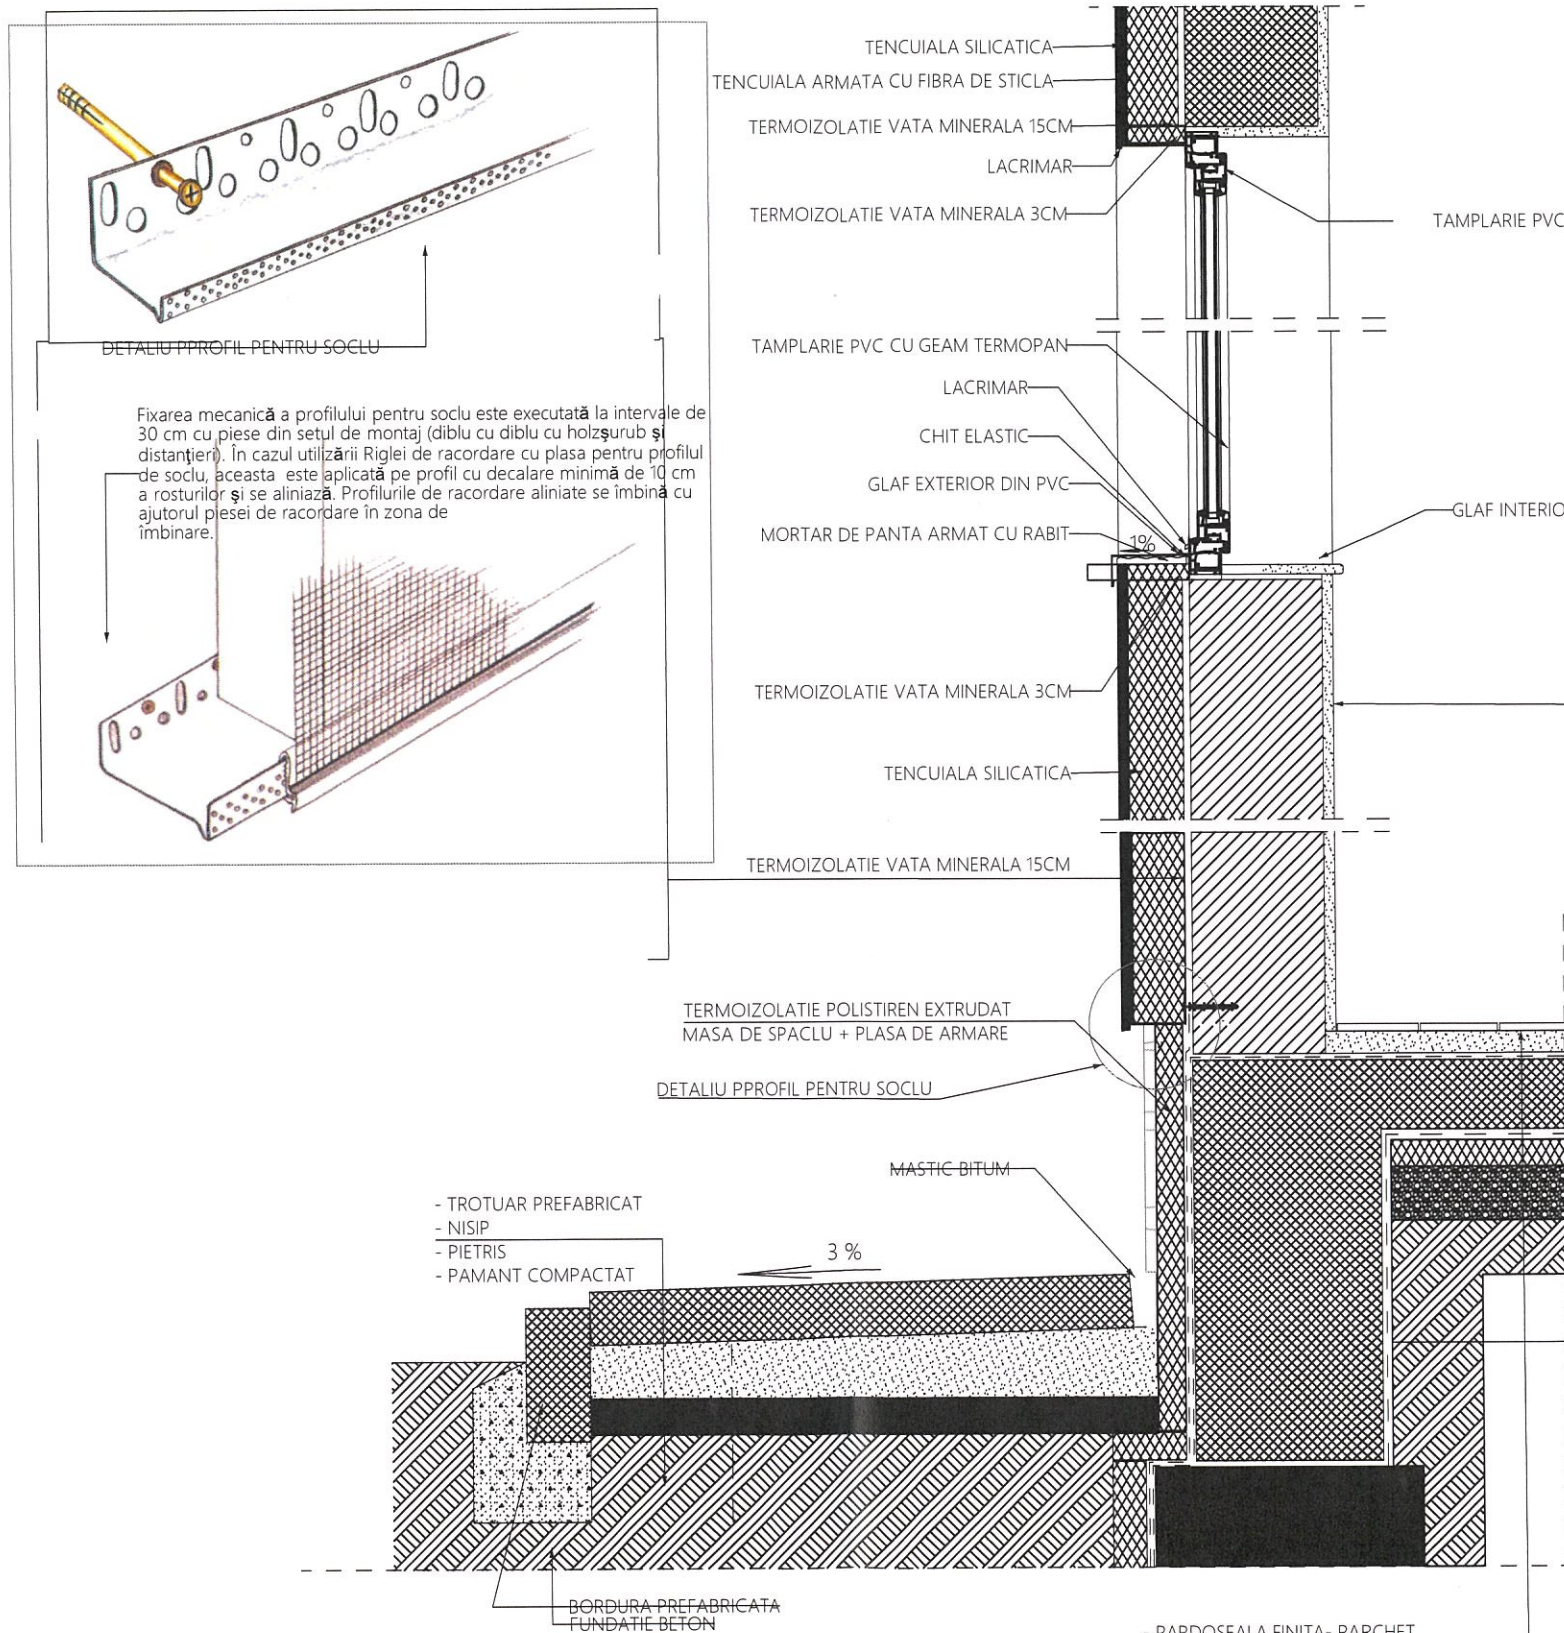 DETALIU PPROFIL PENTRU SOCLU
Fixarea mecanică a profilului pentru soclu este executată la intervale de
30 cm cu piese din setul de montaj (diblu cu diblu cu holzşurub şi
distanțieri). În cazul utilizării Riglei de racordare cu plasa pentru profilul
de soclu, aceasta este aplicată pe profil cu decalare minimă de 10 cm
a rosturilor şi se aliniază. Profilurile de racordare aliniate se îmbină cu
ajutorul piesei de racordare în zona de
îmbinare.
TENCUIALA SILICATICA
TENCUIALA ARMATA CU FIBRA DE STICLA
TERMOIZOLATIE VATA MINERALA 15CM
LACRIMAR
TERMOIZOLATIE VATA MINERALA 3CM
TAMPLARIE PVC
TAMPLARIE PVC CU GEAM TERMOPAN
LACRIMAR
CHIT ELASTIC
GLAF EXTERIOR DIN PVC
GLAF INTERIO
MORTAR DE PANTA ARMAT CU RABIT
1%
TERMOIZOLATIE VATA MINERALA 3CM
TENCUIALA SILICATICA
TERMOIZOLATIE VATA MINERALA 15CM
TERMOIZOLATIE POLISTIREN EXTRUDAT
MASA DE SPACLU + PLASA DE ARMARE
DETALIU PPROFIL PENTRU SOCLU
MASTIC BITUM
- TROTUAR PREFABRICAT
- NISIP
- PIETRIS
- PAMANT COMPACTAT
3 %
BORDURA PREFABRICATA
FUNDATIE BETON
- PARDOSEALA FINITA- PARCHET